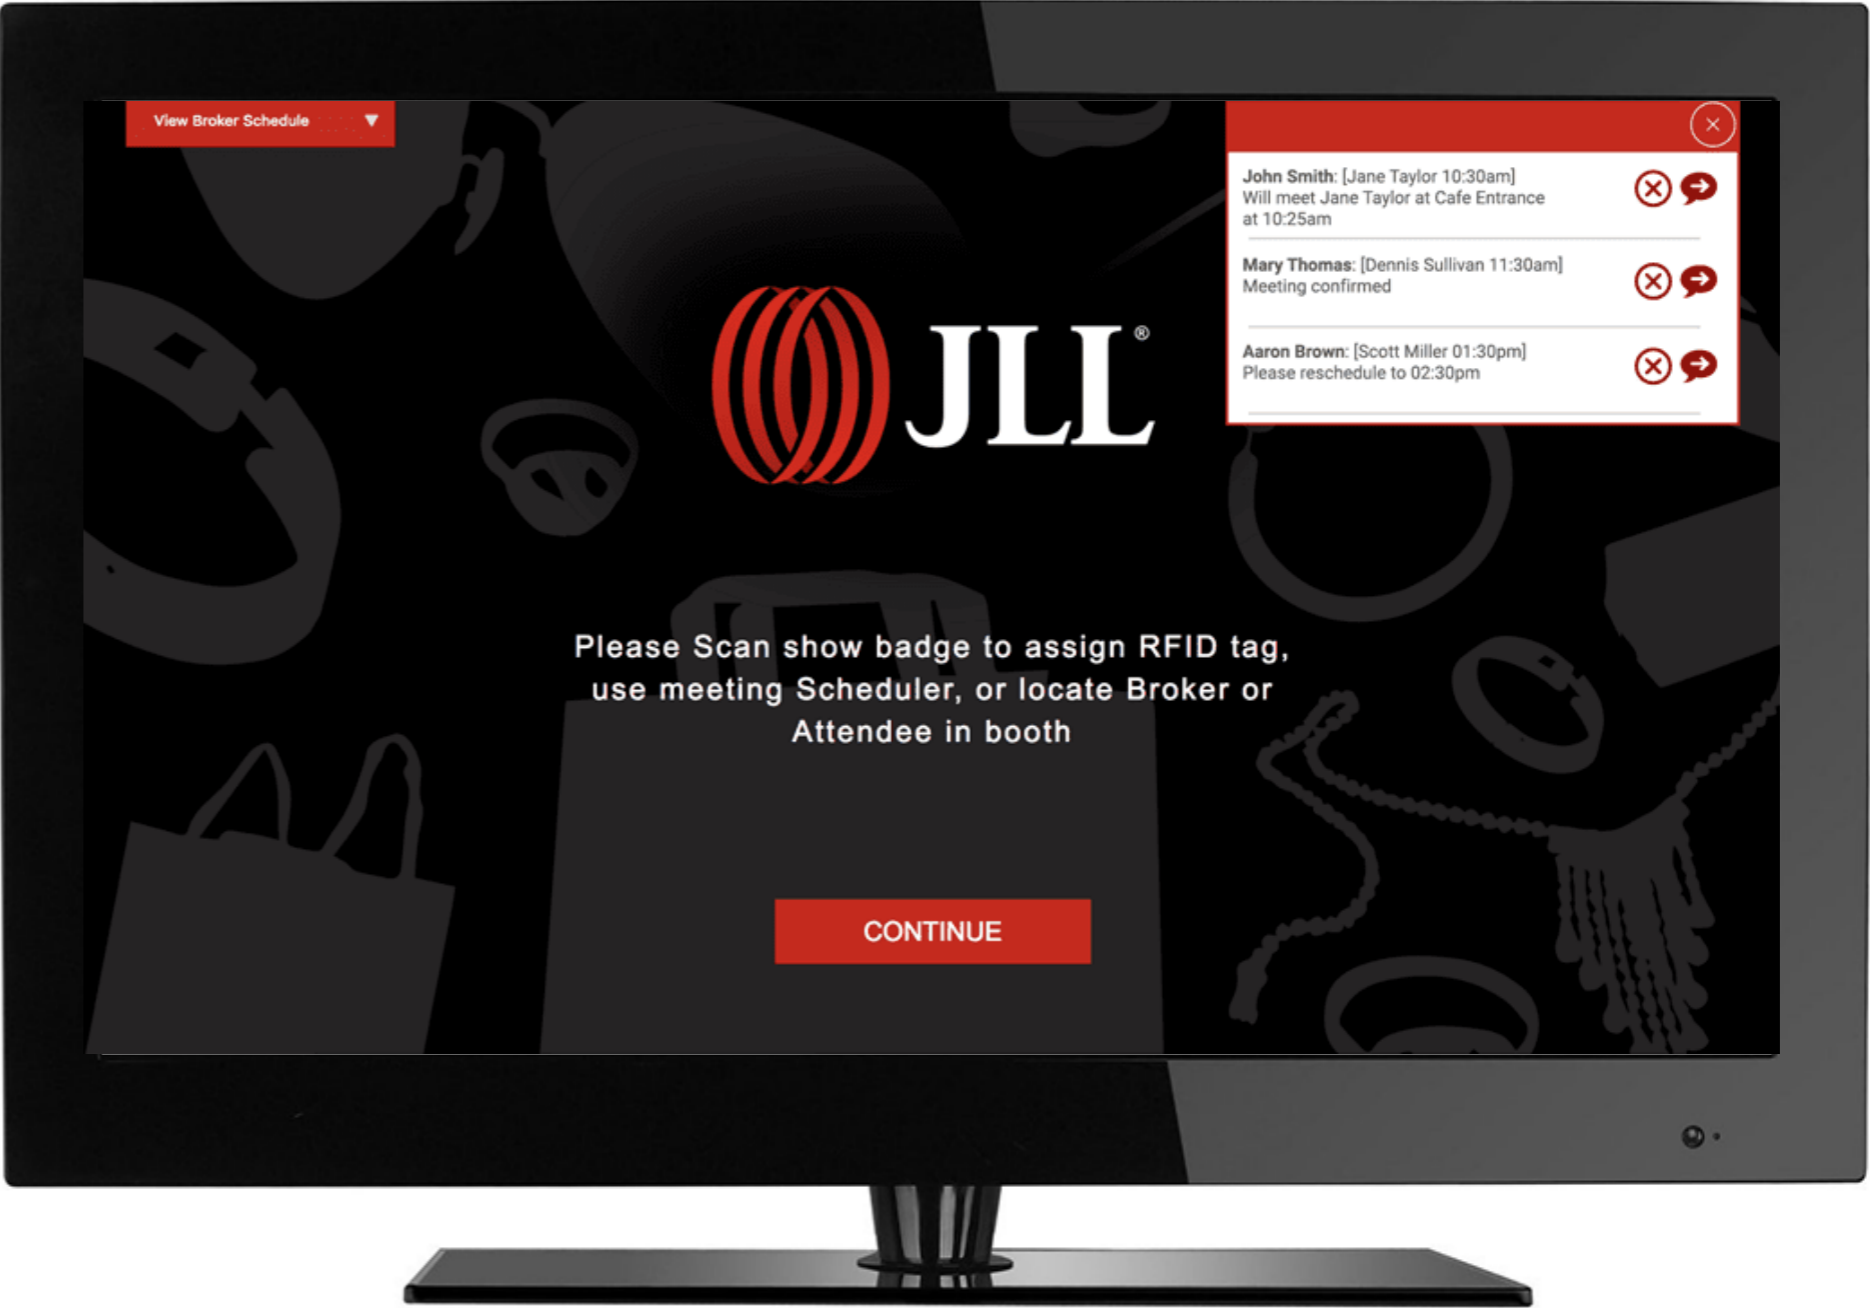 View Broker Schedule
John Smith: [Jane Taylor 10:30am]
Will meet Jane Taylor at Cafe Entrance
at 10:25am
Mary Thomas: [Dennis Sullivan 11:30am]
Meeting confirmed
Aaron Brown: [Scott Miller 01:30pm]
Please reschedule to 02:30pm
JLL®
Please Scan show badge to assign RFID tag,
use meeting Scheduler, or locate Broker or
Attendee in booth
CONTINUE